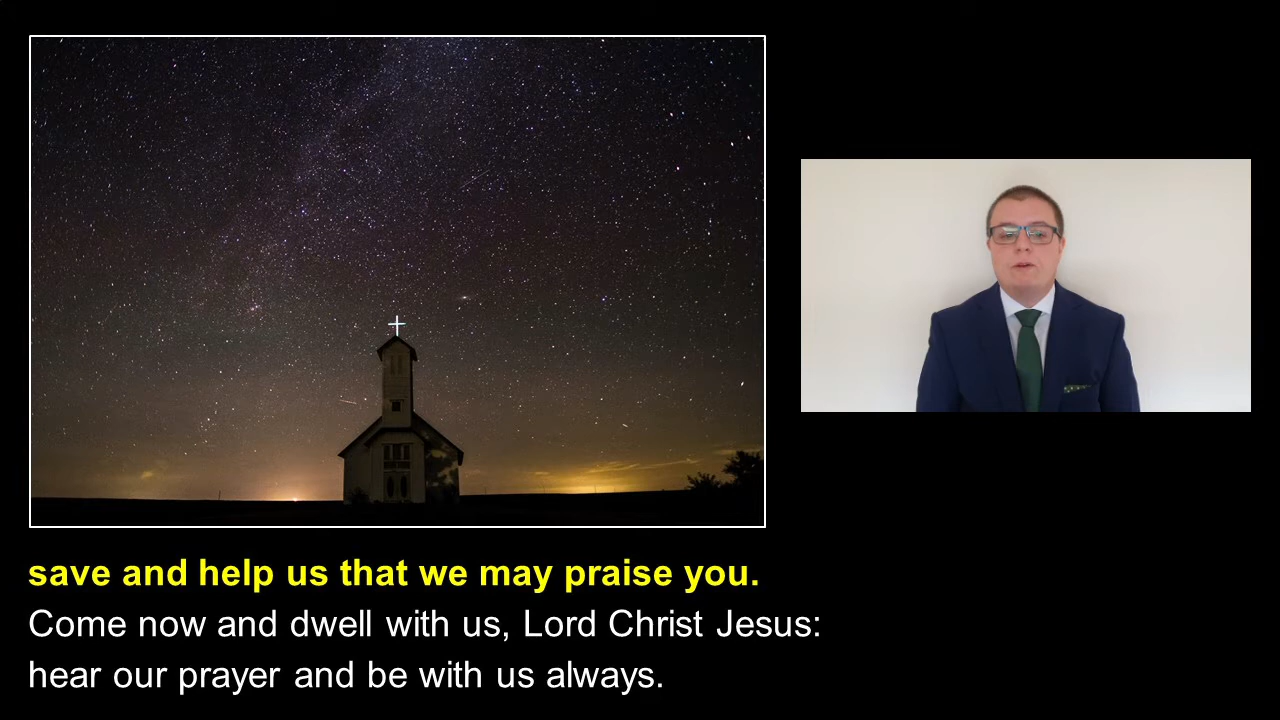 save and help us that we may praise you.
Come now and dwell with us, Lord Christ Jesus:
hear our prayer and be with us always.